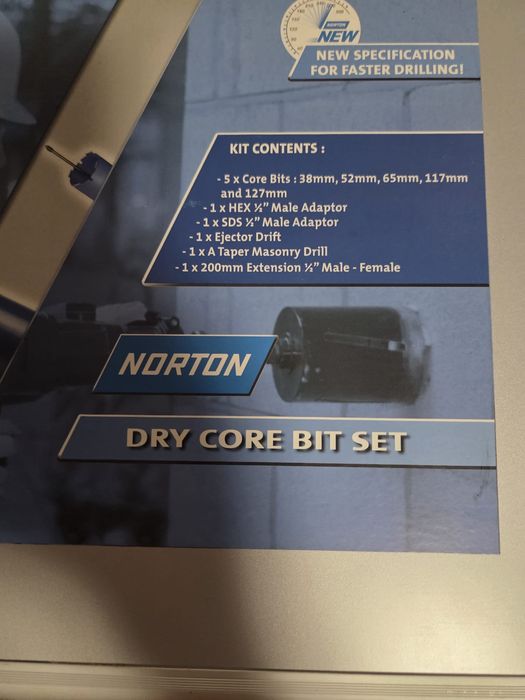 NORTON
NEW
NEW SPECIFICATION
FOR FASTER DRILLING!
KIT CONTENTS :
- 5 x Core Bits : 38mm, 52mm, 65mm, 117mm
and 127mm
- 1 x HEX ½” Male Adaptor
- 1 x SDS ½” Male Adaptor
- 1 x Ejector Drift
- 1 x A Taper Masonry Drill
- 1 x 200mm Extension ½” Male - Female
NORTON
DRY CORE BIT SET